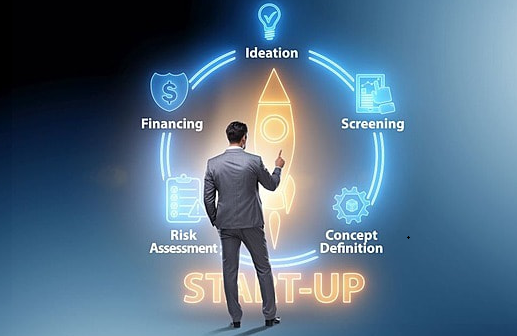 Ideation
Financing
Screening
$
Risk
Assessment
Concept
Definition
START-UP